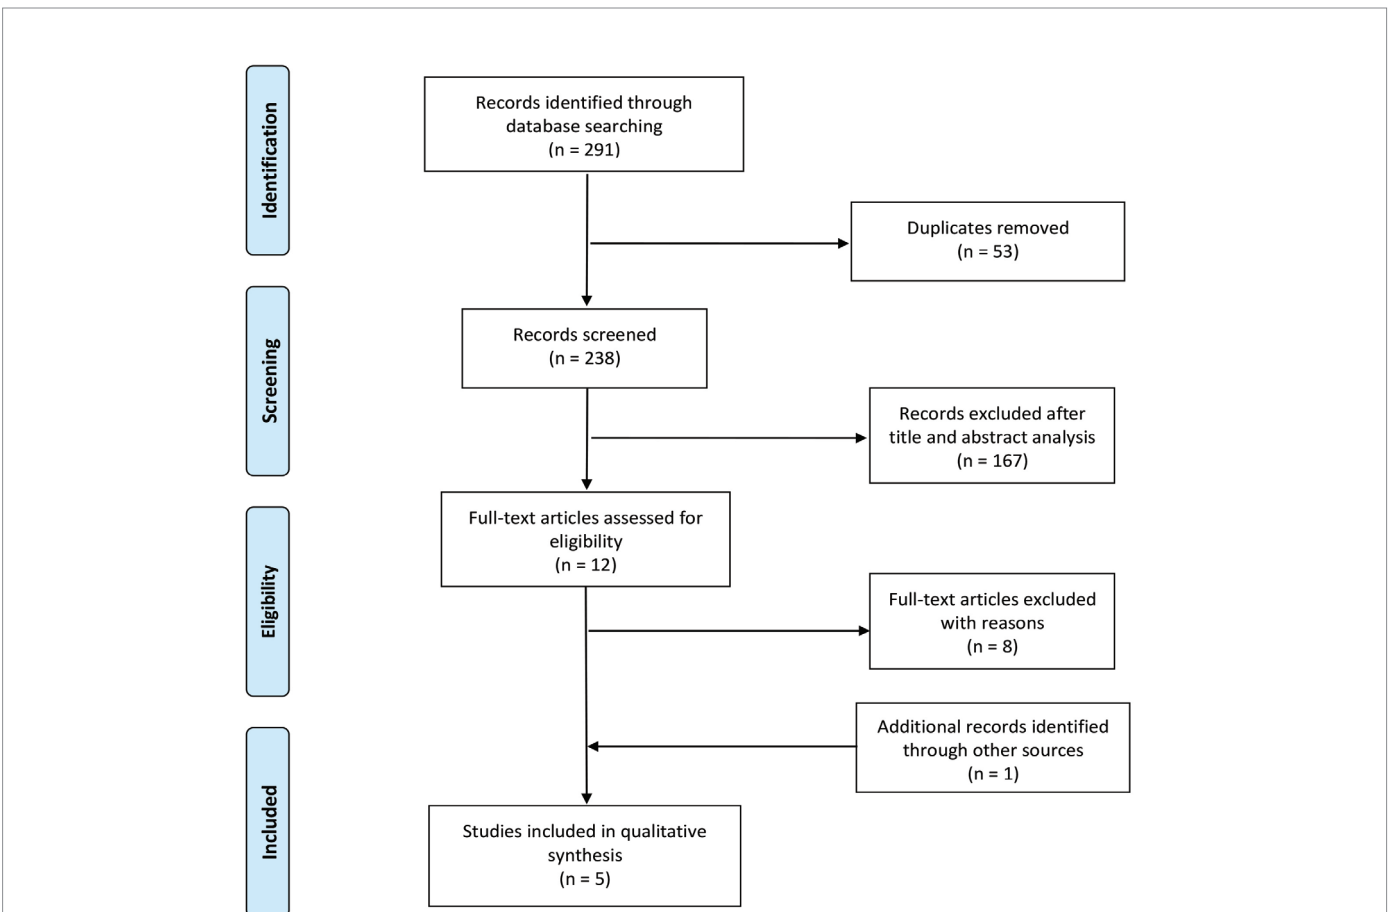 Identification
Records identified through
database searching
(n = 291)
Duplicates removed
(n = 53)
Screening
Records screened
(n = 238)
Records excluded after
title and abstract analysis
(n = 167)
Eligibility
Full-text articles assessed for
eligibility
(n = 12)
Full-text articles excluded
with reasons
(n = 8)
Additional records identified
through other sources
(n = 1)
Included
Studies included in qualitative
synthesis
(n = 5)